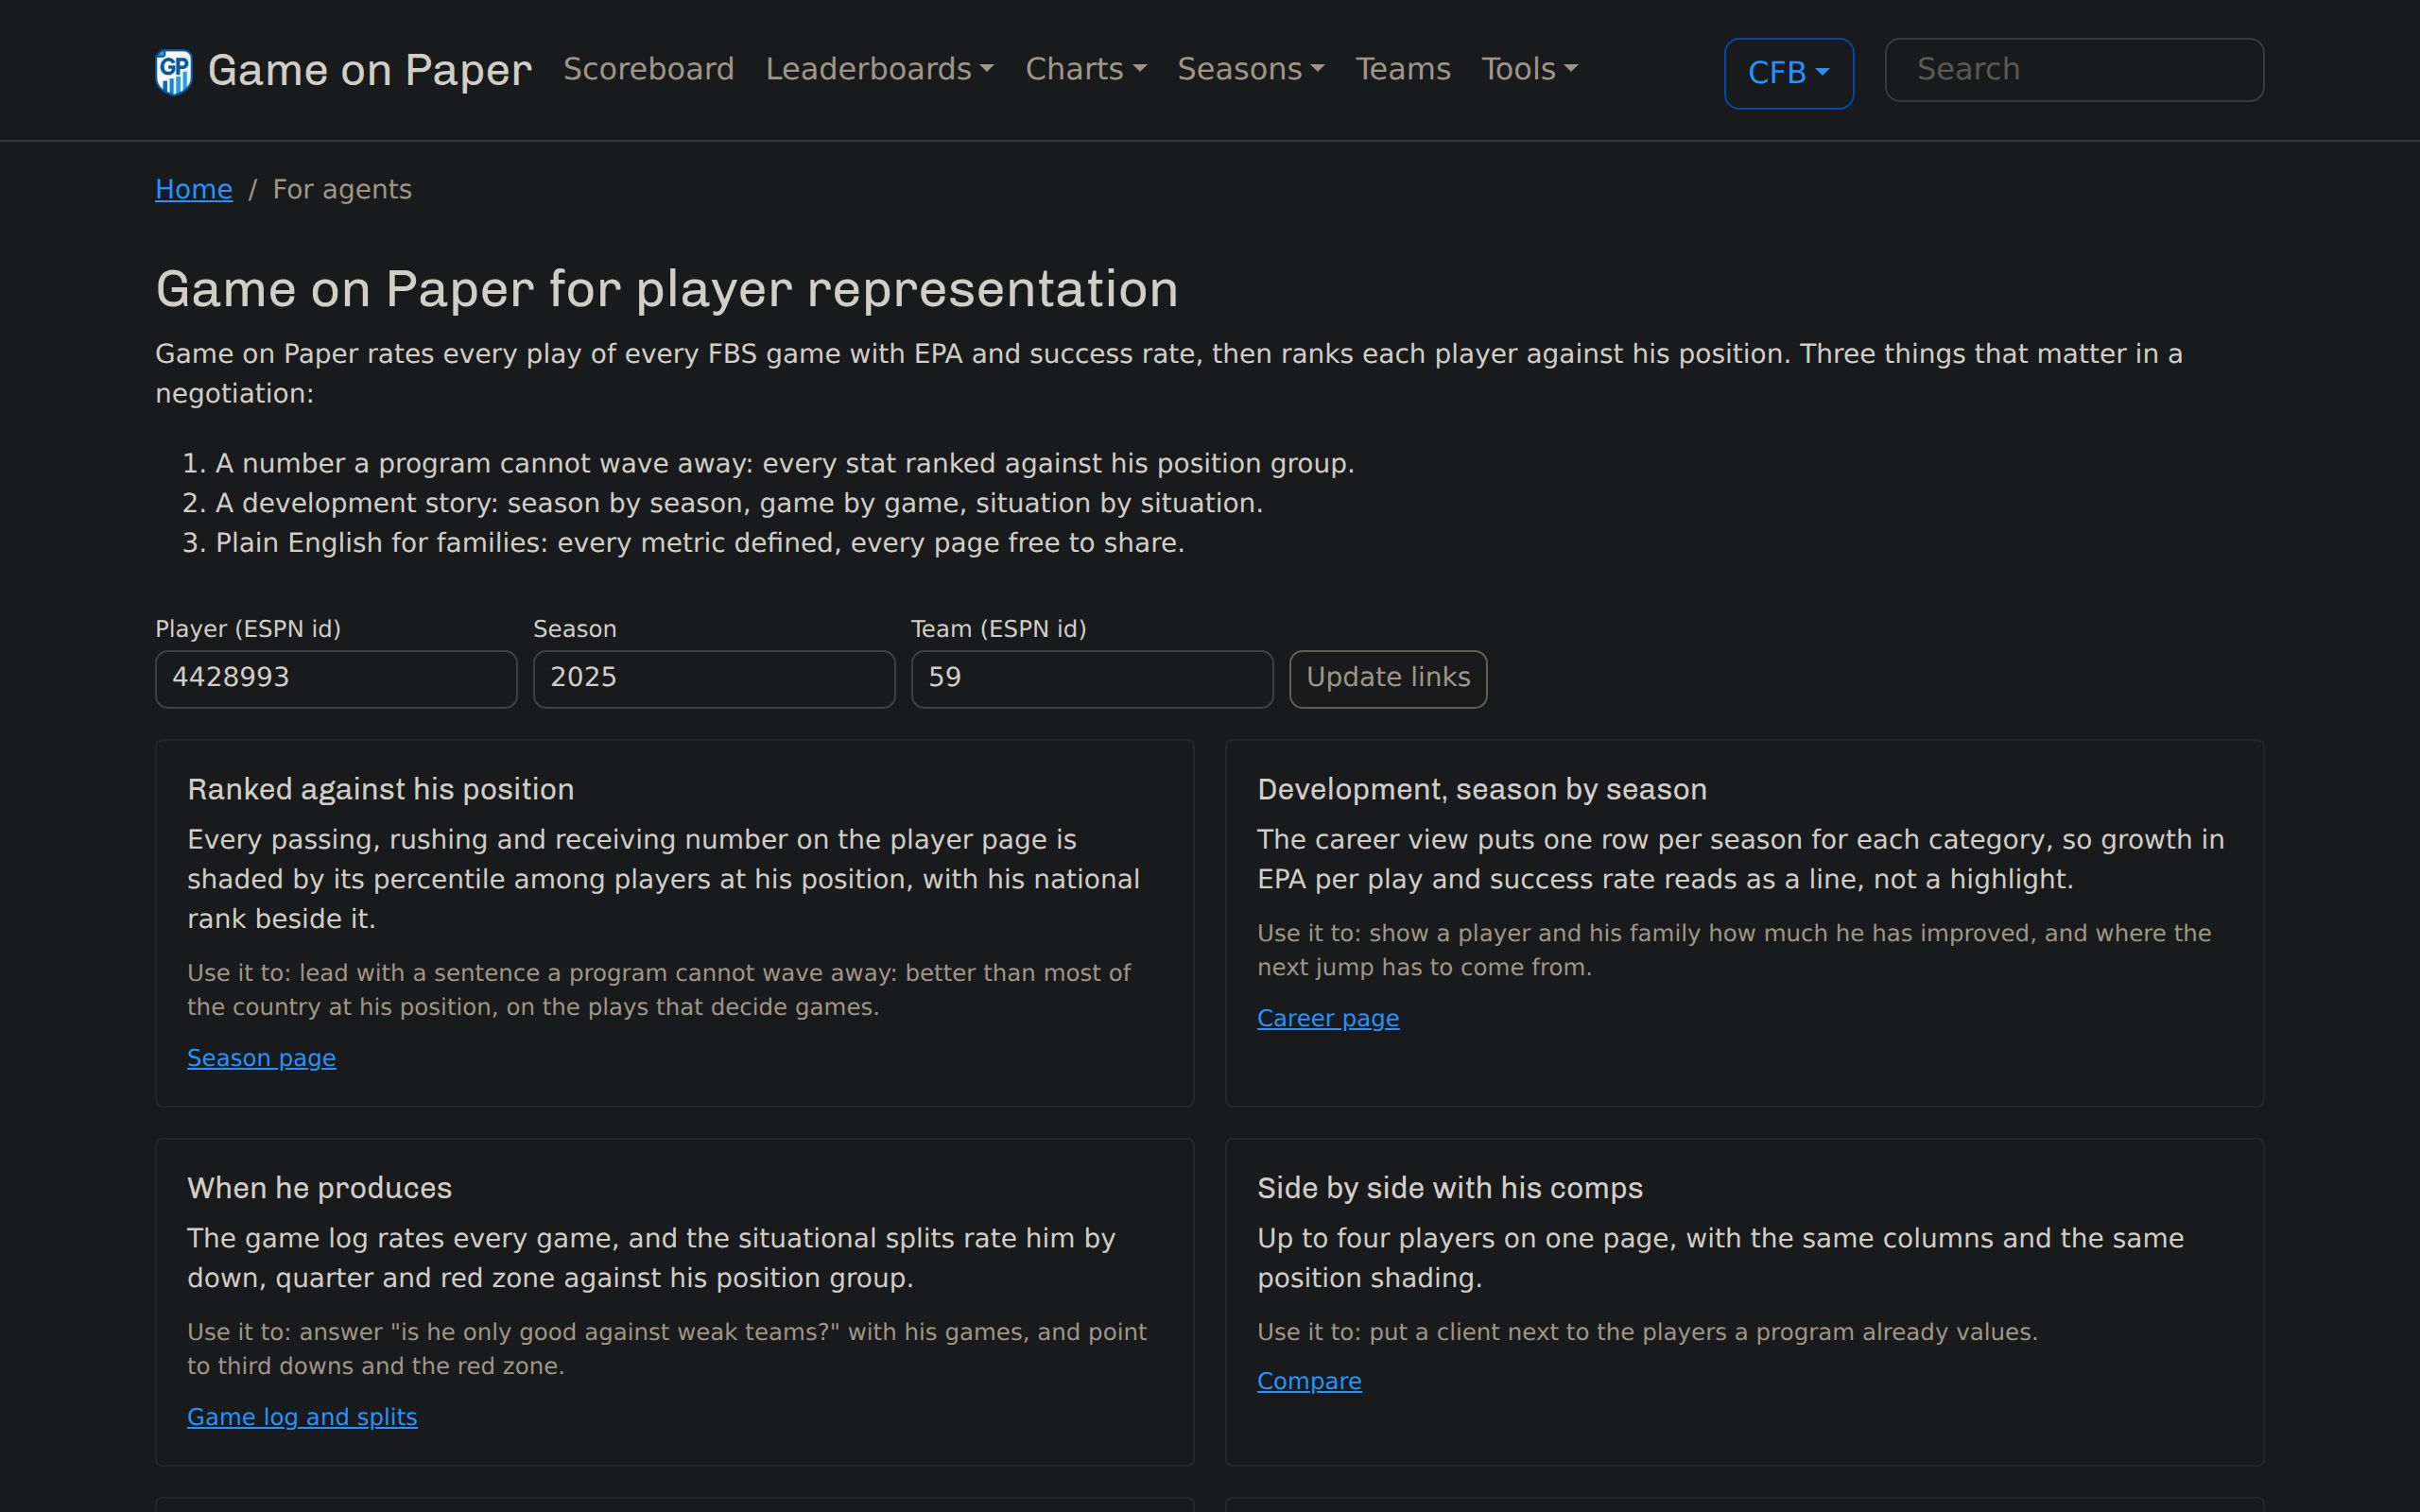 GP Game on Paper Scoreboard Leaderboards Charts Seasons Teams Tools CFB Search
Home / For agents
Game on Paper for player representation
Game on Paper rates every play of every FBS game with EPA and success rate, then ranks each player against his position. Three things that matter in a
negotiation:
1. A number a program cannot wave away: every stat ranked against his position group.
2. A development story: season by season, game by game, situation by situation.
3. Plain English for families: every metric defined, every page free to share.
Player (ESPN id) Season Team (ESPN id)
4428993 2025 59 Update links
Ranked against his position
Every passing, rushing and receiving number on the player page is
shaded by its percentile among players at his position, with his national
rank beside it.
Use it to: lead with a sentence a program cannot wave away: better than most of
the country at his position, on the plays that decide games.
Season page
Development, season by season
The career view puts one row per season for each category, so growth in
EPA per play and success rate reads as a line, not a highlight.
Use it to: show a player and his family how much he has improved, and where the
next jump has to come from.
Career page
When he produces
The game log rates every game, and the situational splits rate him by
down, quarter and red zone against his position group.
Use it to: answer "is he only good against weak teams?" with his games, and point
to third downs and the red zone.
Game log and splits
Side by side with his comps
Up to four players on one page, with the same columns and the same
position shading.
Use it to: put a client next to the players a program already values.
Compare